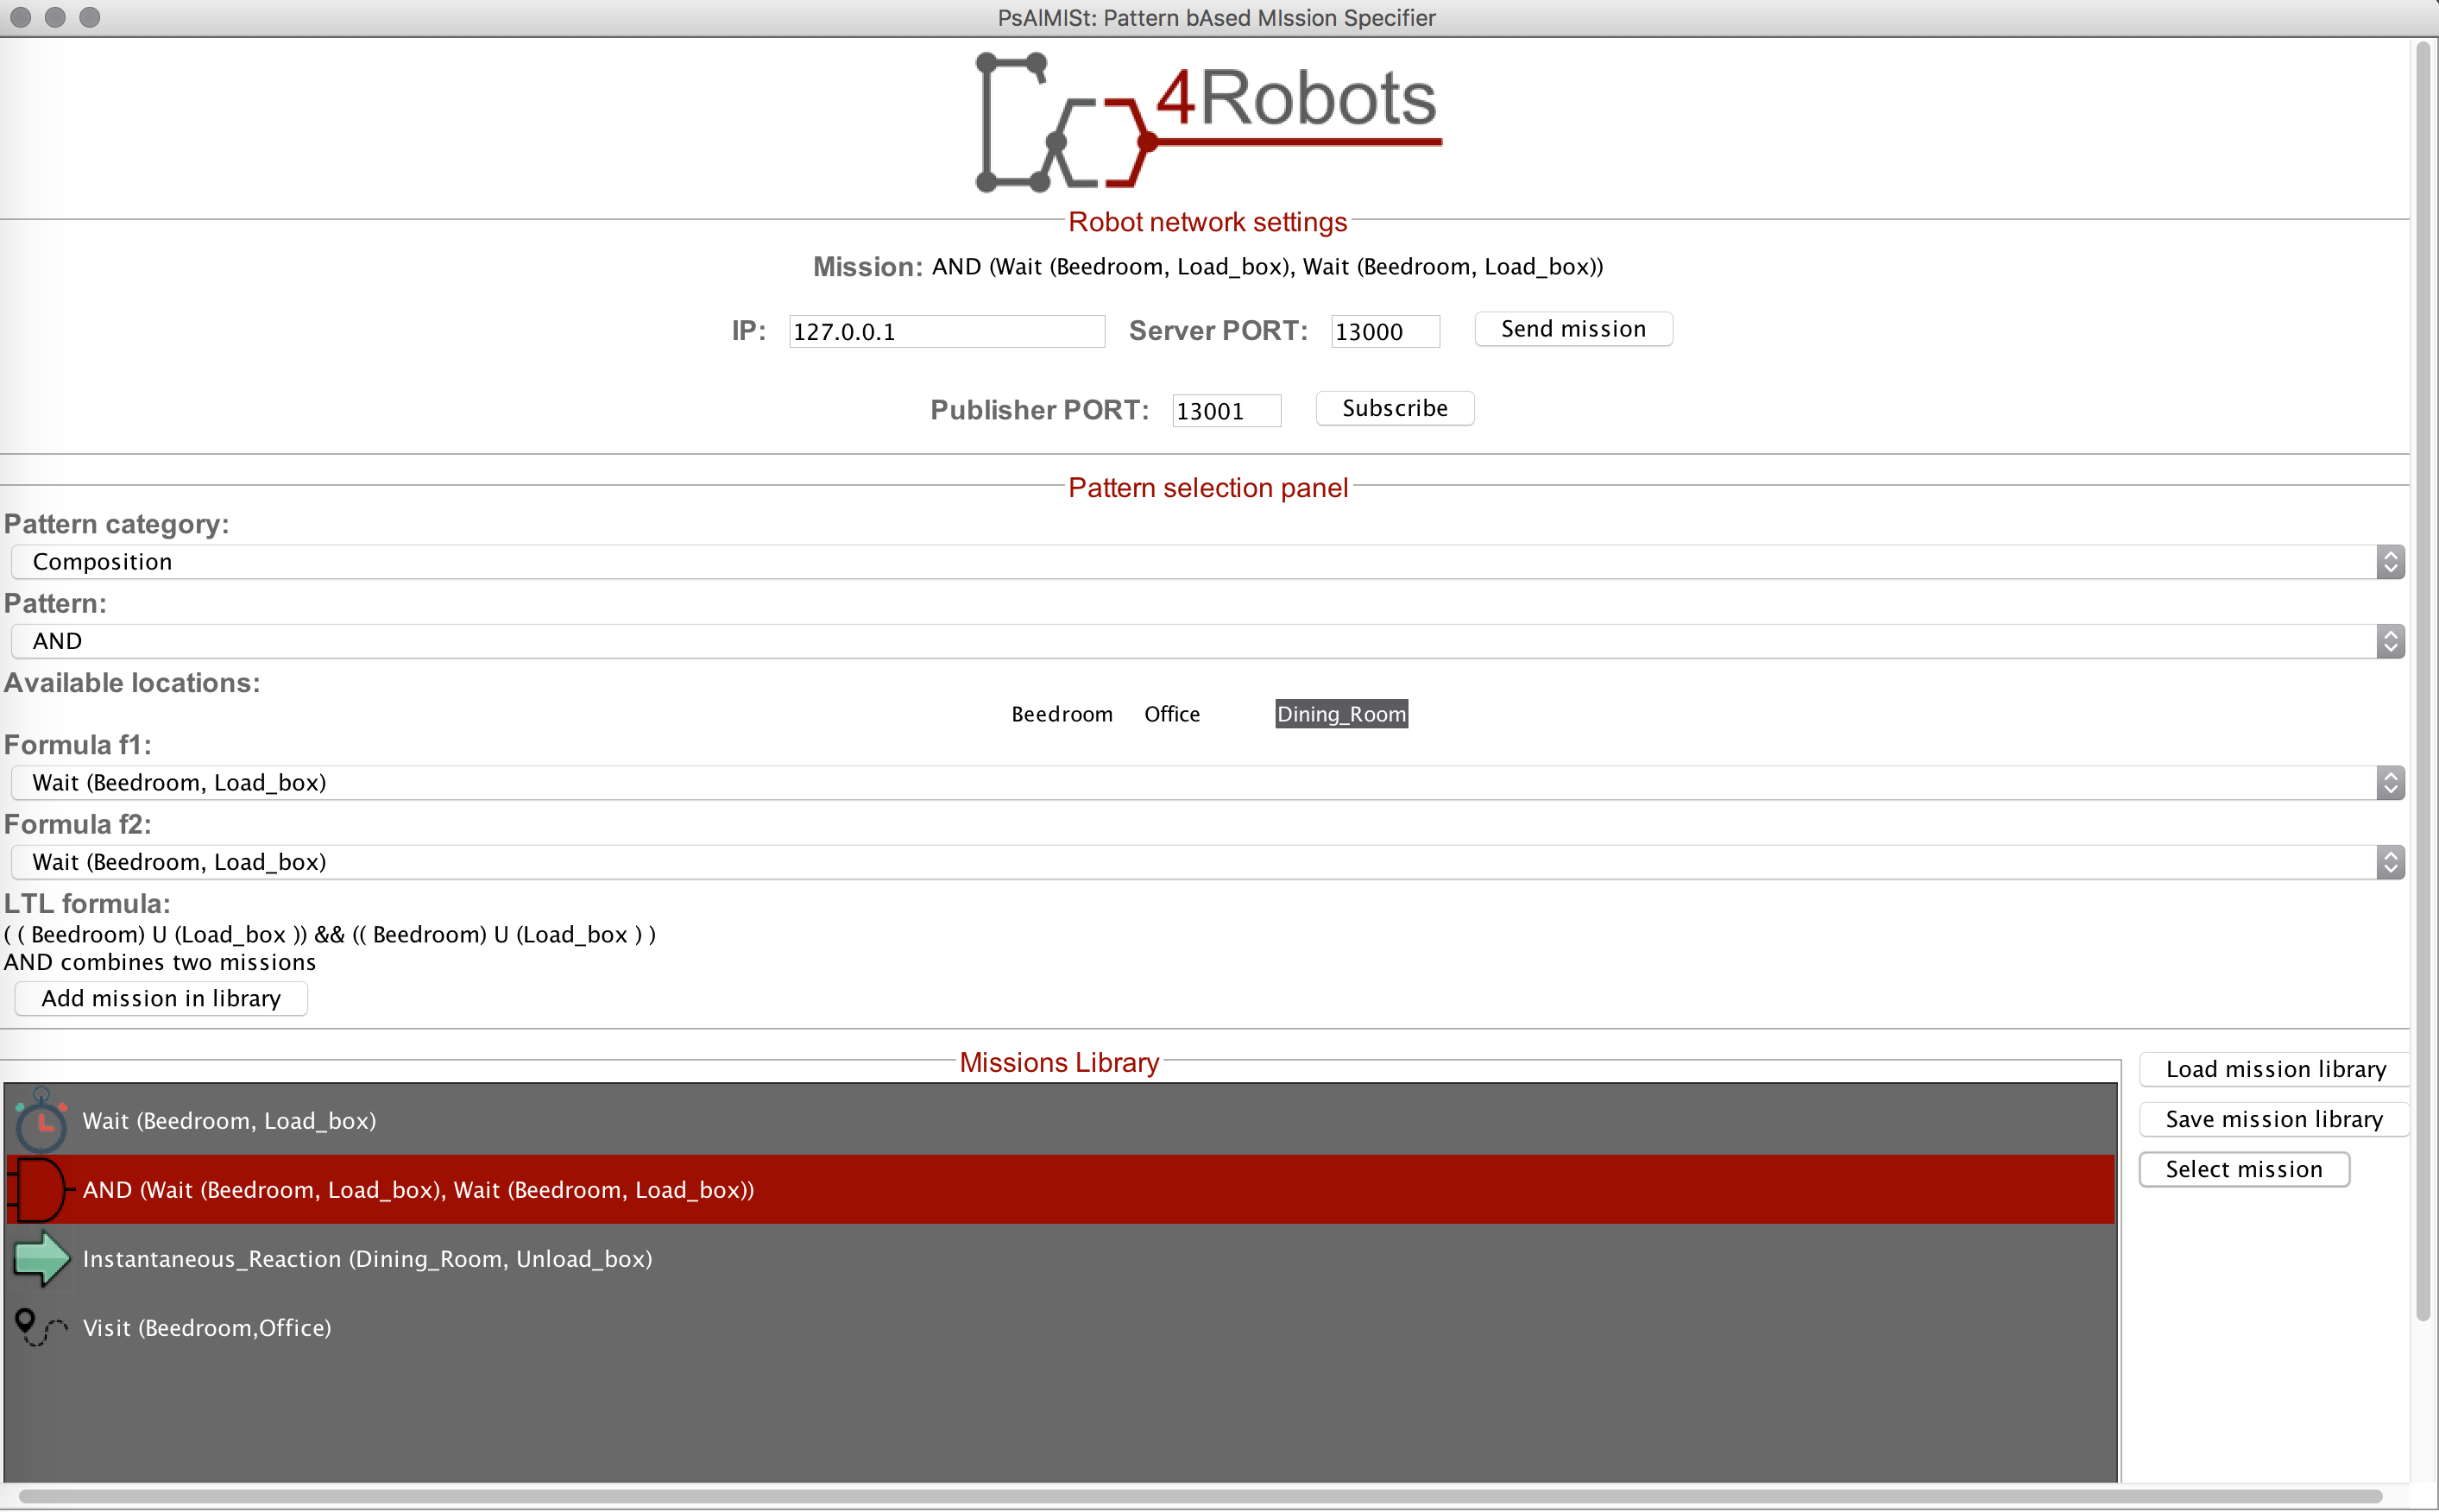 PsAlMISt: Pattern bAsed MIssion Specifier
4Robots
Robot network settings
Mission: AND (Wait (Beedroom, Load_box), Wait (Beedroom, Load_box))
IP: 127.0.0.1 Server PORT: 13000 Send mission
Publisher PORT: 13001 Subscribe
Pattern selection panel
Pattern category:
Composition
Pattern:
AND
Available locations:
Beedroom Office Dining_Room
Formula f1:
Wait (Beedroom, Load_box)
Formula f2:
Wait (Beedroom, Load_box)
LTL formula:
( ( Beedroom) U (Load_box )) && (( Beedroom) U (Load_box ) )
AND combines two missions
Add mission in library
Missions Library
Wait (Beedroom, Load_box)
AND (Wait (Beedroom, Load_box), Wait (Beedroom, Load_box))
Instantaneous_Reaction (Dining_Room, Unload_box)
Visit (Beedroom,Office)
Load mission library
Save mission library
Select mission